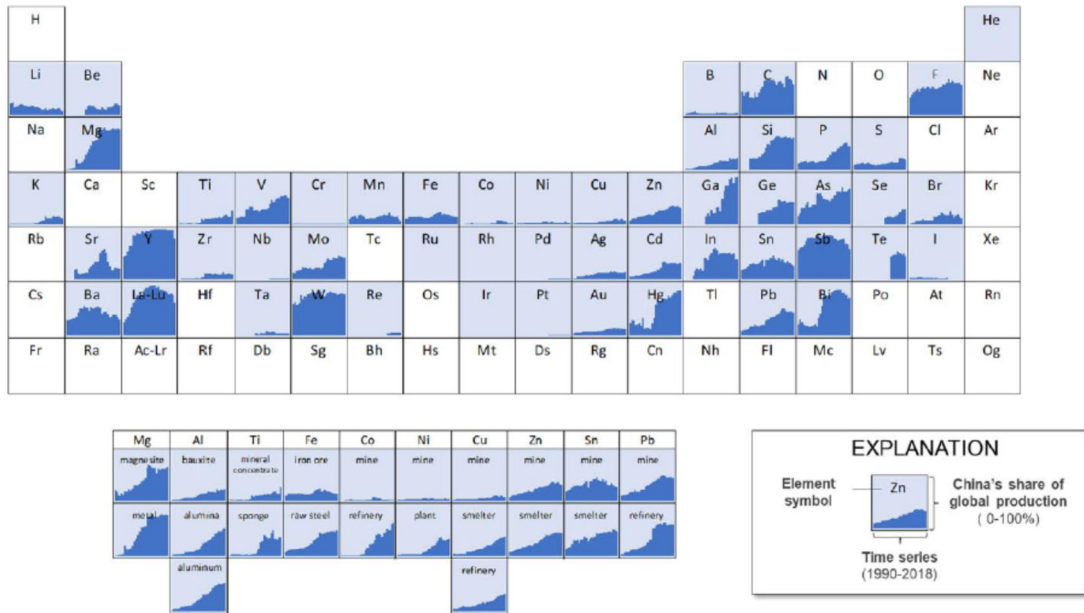 H He
Li Be B C N O F Ne
Na Mg Al Si P S Cl Ar
K Ca Sc Ti V Cr Mn Fe Co Ni Cu Zn Ga Ge As Se Br Kr
Rb Sr Y Zr Nb Mo Tc Ru Rh Pd Ag Cd In Sn Sb Te I Xe
Cs Ba La-Lu Hf Ta W Re Os Ir Pt Au Hg Tl Pb Bi Po At Rn
Fr Ra Ac-Lr Rf Db Sg Bh Hs Mt Ds Rg Cn Nh Fl Mc Lv Ts Og
Mg Al Ti Fe Co Ni Cu Zn Sn Pb
magnesite bauxite mineral concentrate iron ore mine mine mine mine mine mine
metal alumina sponge raw steel refinery plant smelter smelter smelter refinery
aluminum refinery
EXPLANATION
Element symbol
Zn
China's share of global production
( 0-100%)
Time series
(1990-2018)